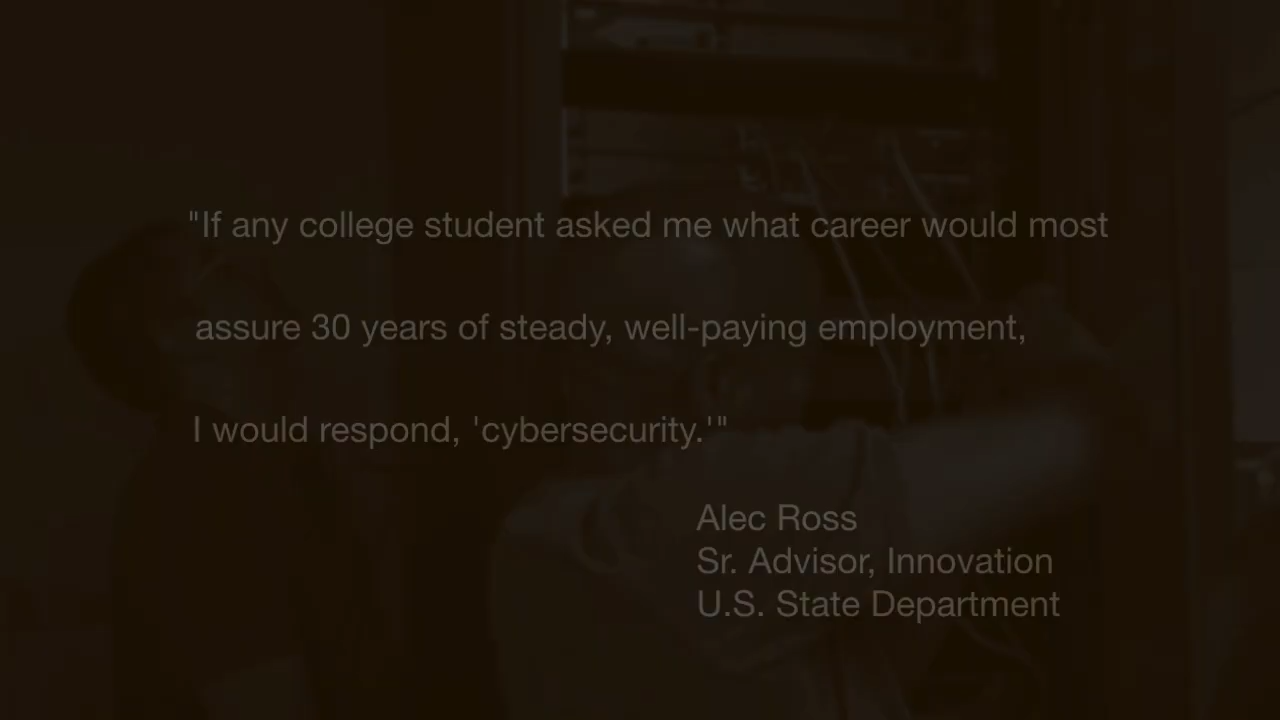 "If any college student asked me what career would most
assure 30 years of steady, well-paying employment,
I would respond, 'cybersecurity.'"
Alec Ross
Sr. Advisor, Innovation
U.S. State Department